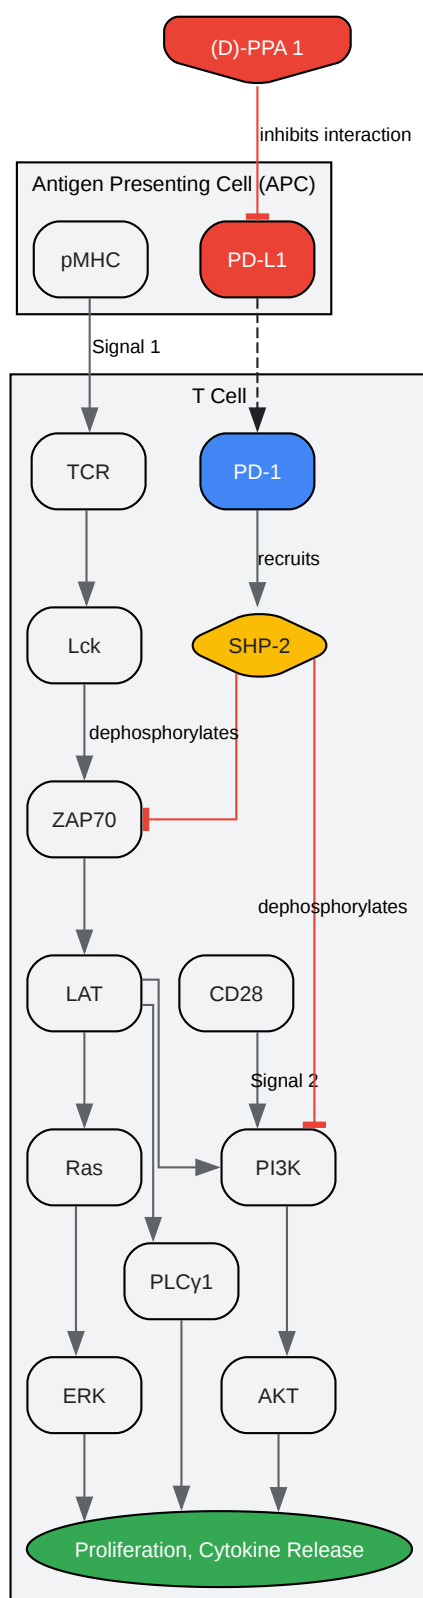 (D)-PPA 1
inhibits interaction
Antigen Presenting Cell (APC)
pMHC
PD-L1
Signal 1
T Cell
TCR
PD-1
recruits
Lck
SHP-2
dephosphorylates
ZAP70
dephosphorylates
LAT
CD28
Signal 2
Ras
PI3K
PLCγ1
ERK
AKT
Proliferation, Cytokine Release